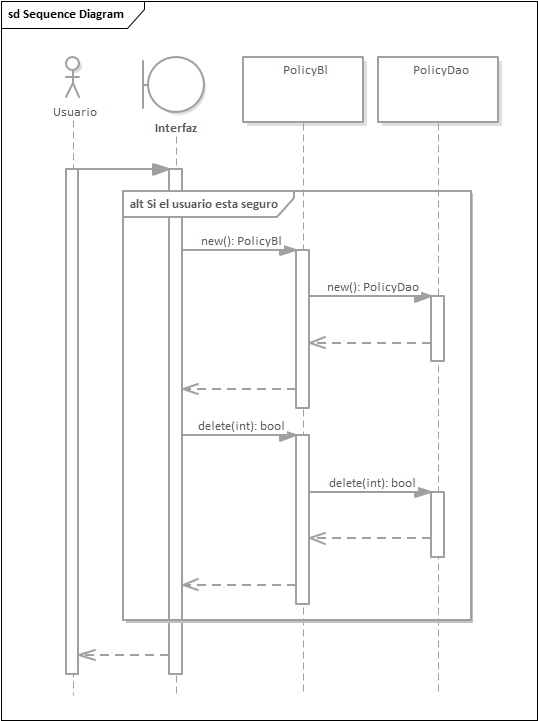 sd Sequence Diagram
Usuario
Interfaz
PolicyBl
PolicyDao
alt Si el usuario esta seguro
new(): PolicyBl
new(): PolicyDao
delete(int): bool
delete(int): bool